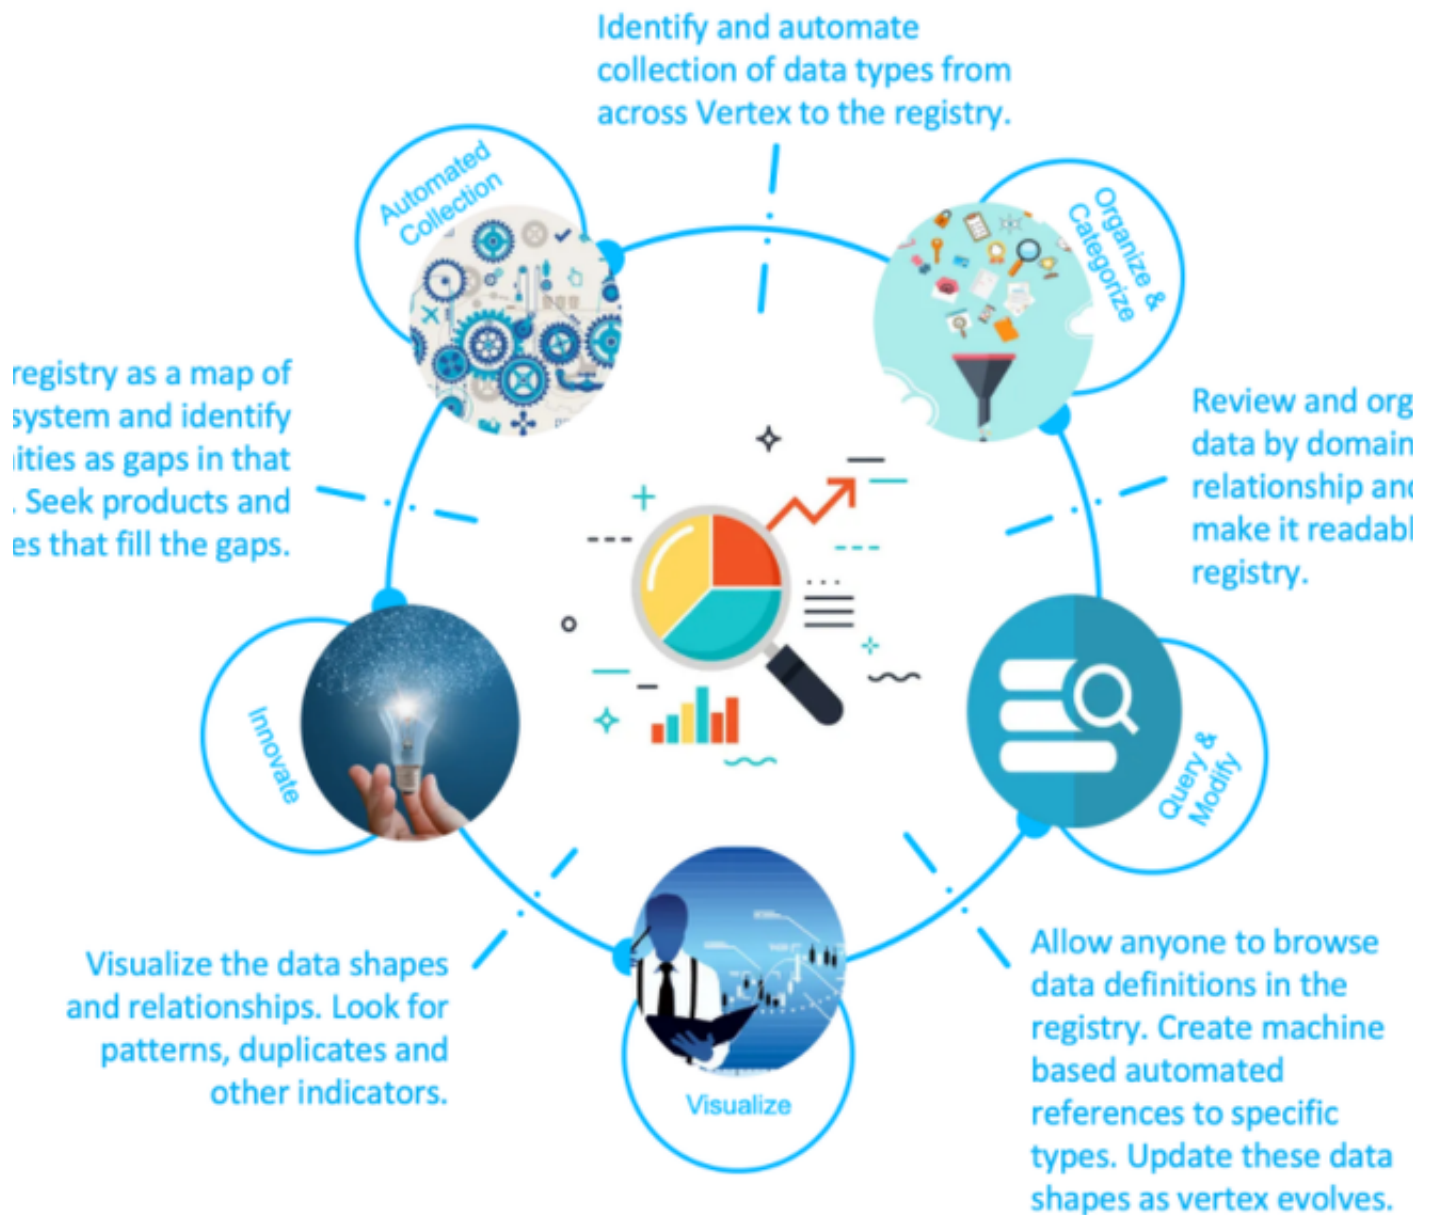 Identify and automate
collection of data types from
across Vertex to the registry.
Automated
Collection
Organize &
Categorize
registry as a map of
system and identify
as gaps in that
. Seek products and
that fill the gaps.
Review and org
data by domain
relationship and
make it readabl
registry.
Innovate
Query &
Modify
Visualize the data shapes
and relationships. Look for
patterns, duplicates and
other indicators.
Visualize
Allow anyone to browse
data definitions in the
registry. Create machine
based automated
references to specific
types. Update these data
shapes as vertex evolves.